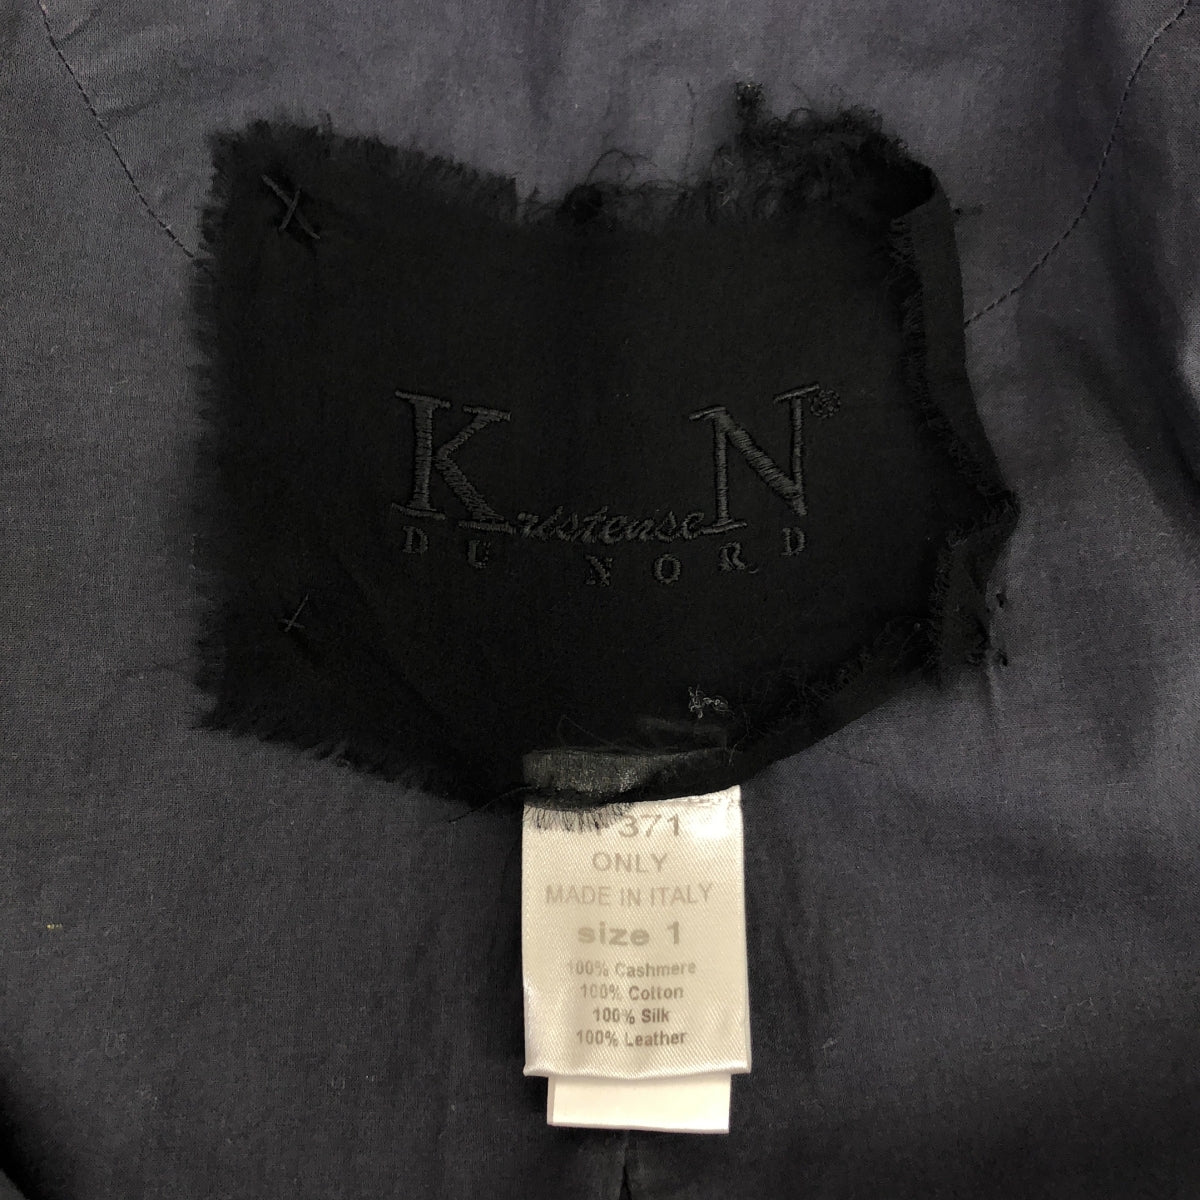 KristenseN®
DU NORD
371
ONLY
MADE IN ITALY
size 1
100% Cashmere
100% Cotton
100% Silk
100% Leather